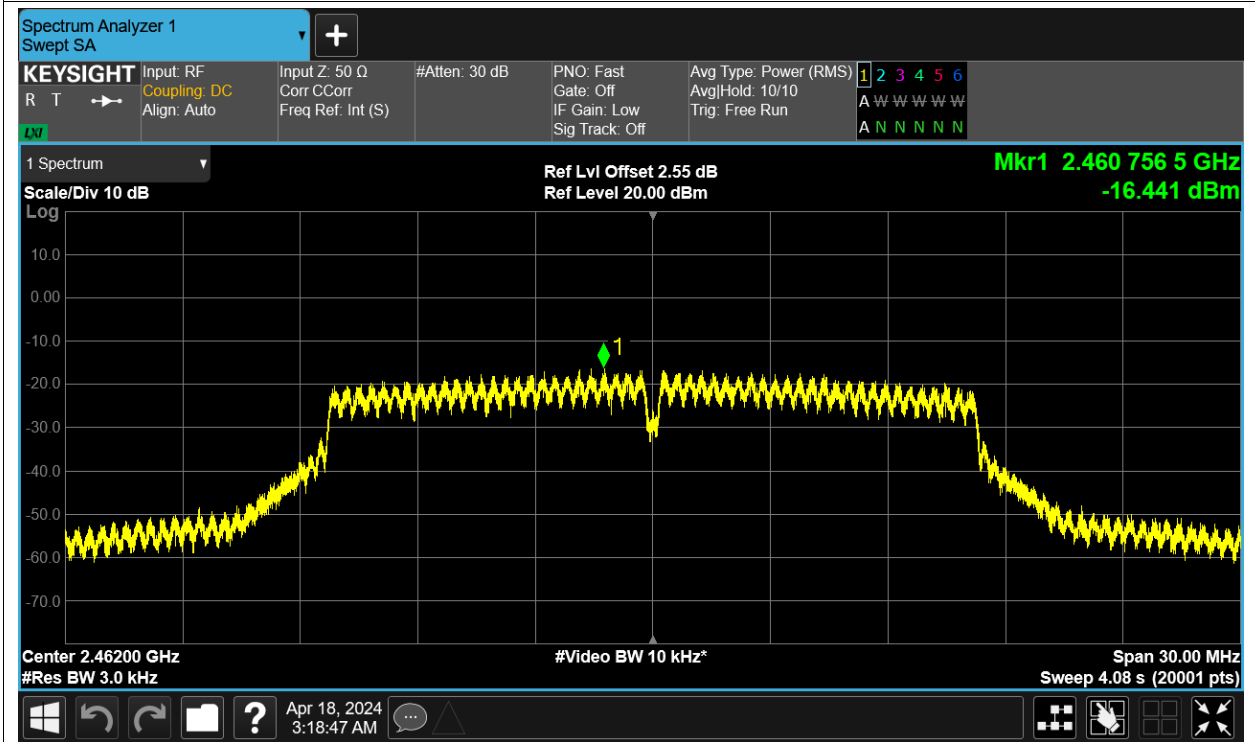 Spectrum Analyzer 1
Swept SA
KEYSIGHT
R T
LXI
Input: RF
Coupling: DC
Align: Auto
Input Z: 50 Ω
Corr CCorr
Freq Ref: Int (S)
#Atten: 30 dB
PNO: Fast
Gate: Off
IF Gain: Low
Sig Track: Off
Avg Type: Power (RMS)
Avg|Hold: 10/10
Trig: Free Run
1 2 3 4 5 6
A W W W W W
A N N N N N
1 Spectrum
Scale/Div 10 dB
Log
Ref Lvl Offset 2.55 dB
Ref Level 20.00 dBm
Mkr1 2.460 756 5 GHz
-16.441 dBm
10.0
0.00
-10.0
1
-20.0
-30.0
-40.0
-50.0
-60.0
-70.0
Center 2.46200 GHz
#Res BW 3.0 kHz
#Video BW 10 kHz*
Span 30.00 MHz
Sweep 4.08 s (20001 pts)
?
Apr 18, 2024
3:18:47 AM